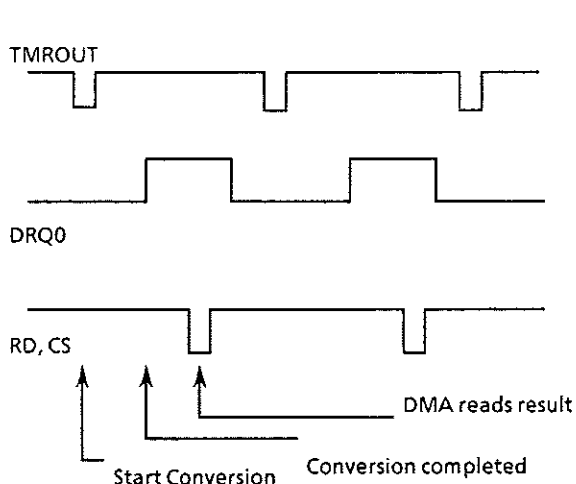 TMROUT
DRQ0
RD, CS
DMA reads result
Conversion completed
Start Conversion